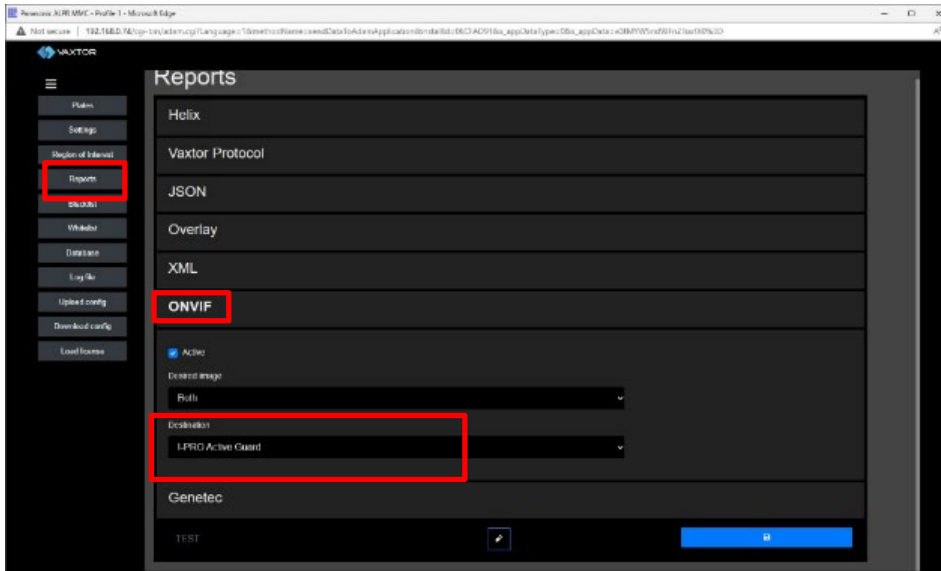 Panasonic ALPR MMC - Profile 1 - Microsoft Edge
Not secure
VAXTOR
Reports
Plates
Settings
Region of Interest
Reports
Blacklist
Whitelist
Database
Log file
Upload config
Download config
Load license
Helix
Vaxtor Protocol
JSON
Overlay
XML
ONVIF
Active
Desired image
Both
Destination
I-PRO Active Guard
Genetec
TEST